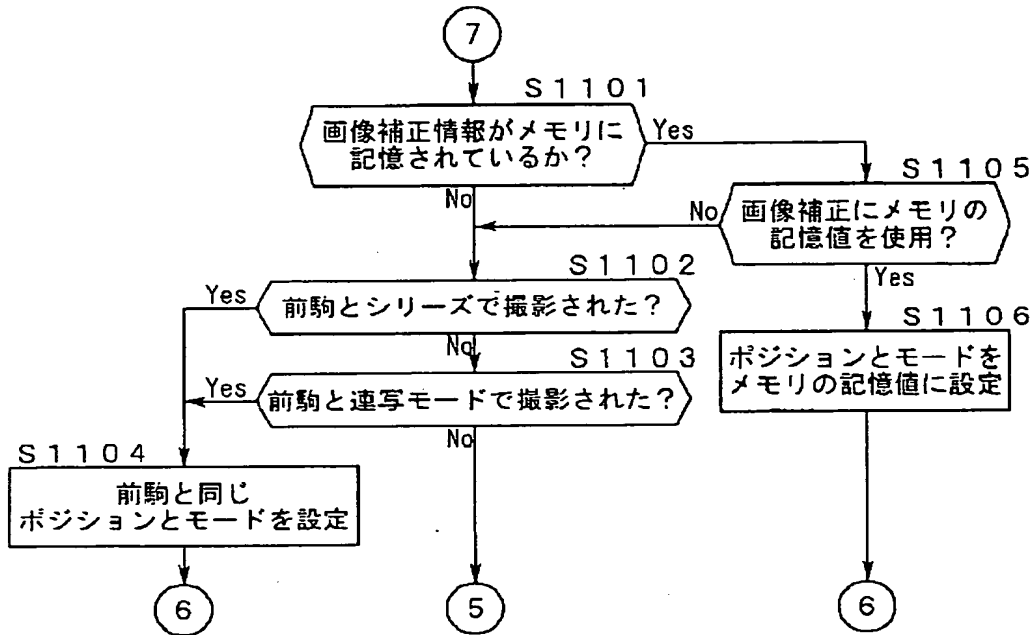 7
S1101
画像補正情報がメモリに
記憶されているか？
Yes
No
S1105
画像補正にメモリの
記憶値を使用？
No
Yes
S1102
前駒とシリーズで撮影された？
Yes
No
S1106
ポジションとモードを
メモリの記憶値に設定
S1103
前駒と連写モードで撮影された？
Yes
No
S1104
前駒と同じ
ポジションとモードを設定
6
5
6